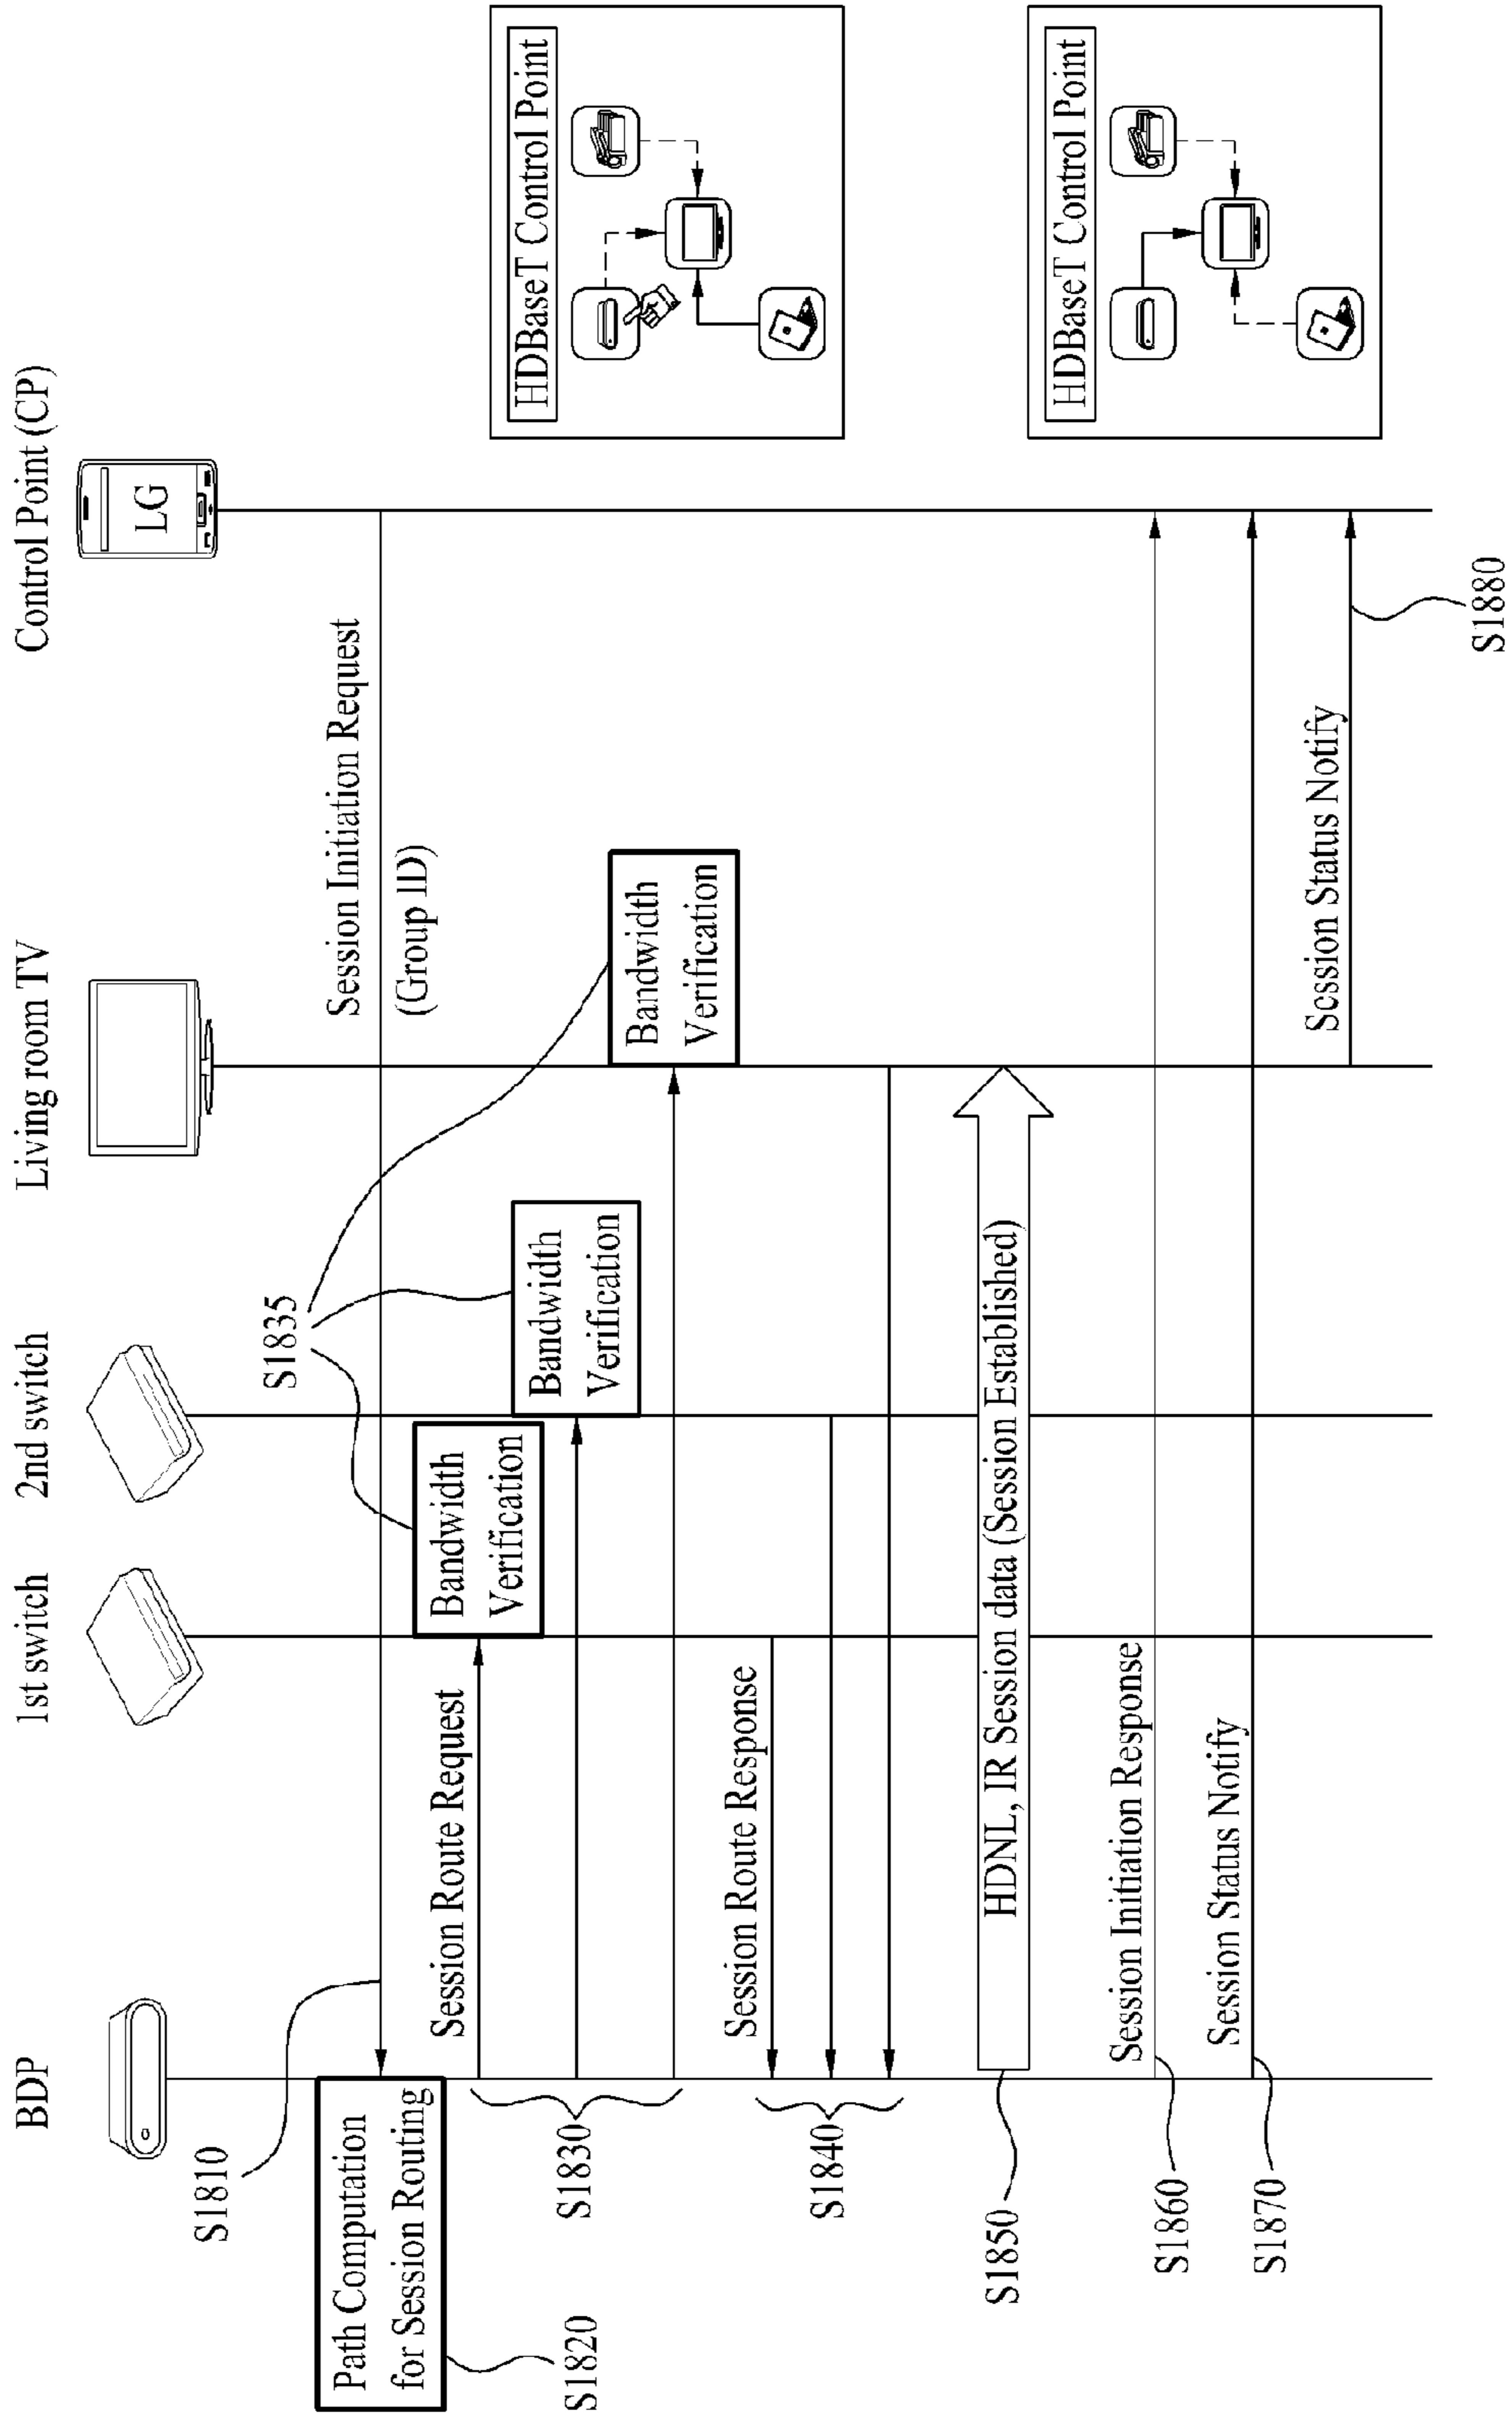 BDP
1st switch
2nd switch
Living room TV
Control Point (CP)
LG
S1810
Session Initiation Request
(Group ID)
Path Computation
for Session Routing
S1820
S1835
Session Route Request
Bandwidth
Verification
Bandwidth
Verification
Bandwidth
Verification
S1830
HDBaseT Control Point
Session Route Response
S1840
HDNL, IR Session data (Session Established)
S1850
Session Initiation Response
S1860
Session Status Notify
S1870
Session Status Notify
S1880
HDBaseT Control Point